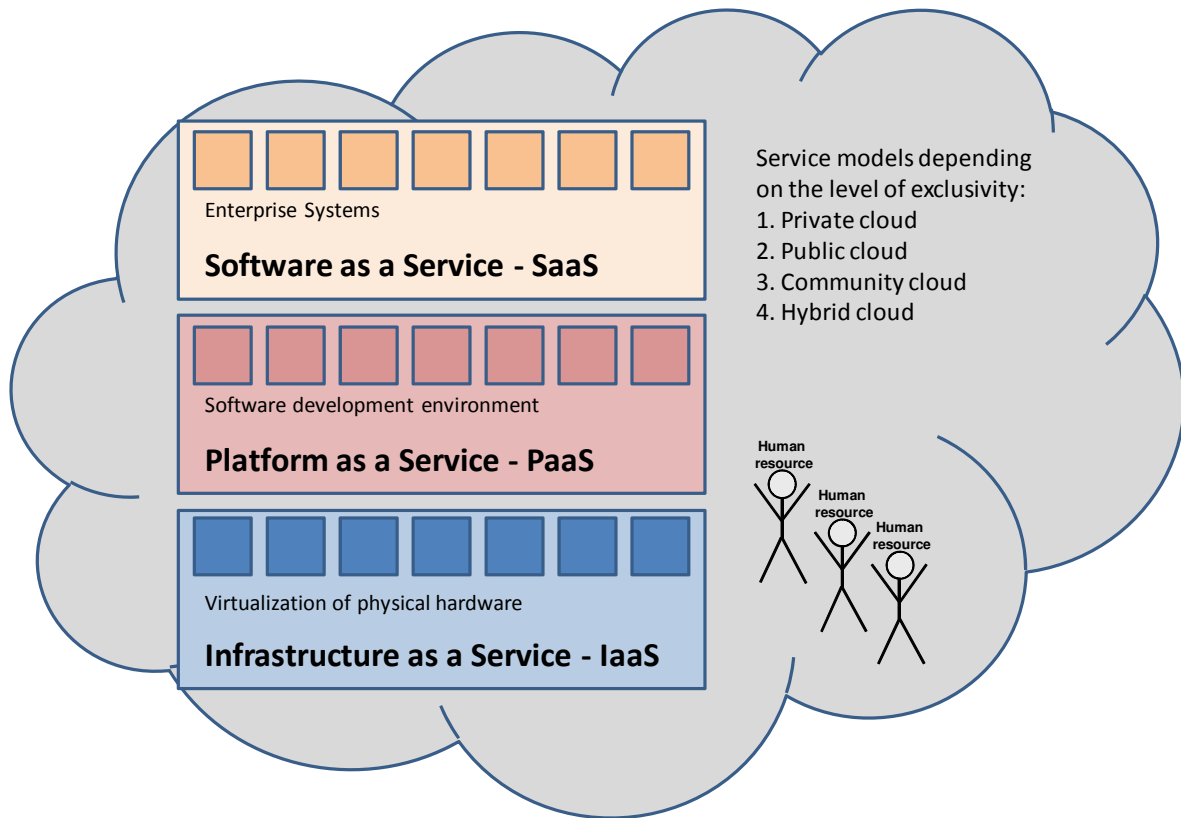 Enterprise Systems
Software as a Service - SaaS
Software development environment
Platform as a Service - PaaS
Virtualization of physical hardware
Infrastructure as a Service - IaaS
Service models depending
on the level of exclusivity:
1. Private cloud
2. Public cloud
3. Community cloud
4. Hybrid cloud
Human
resource
Human
resource
Human
resource